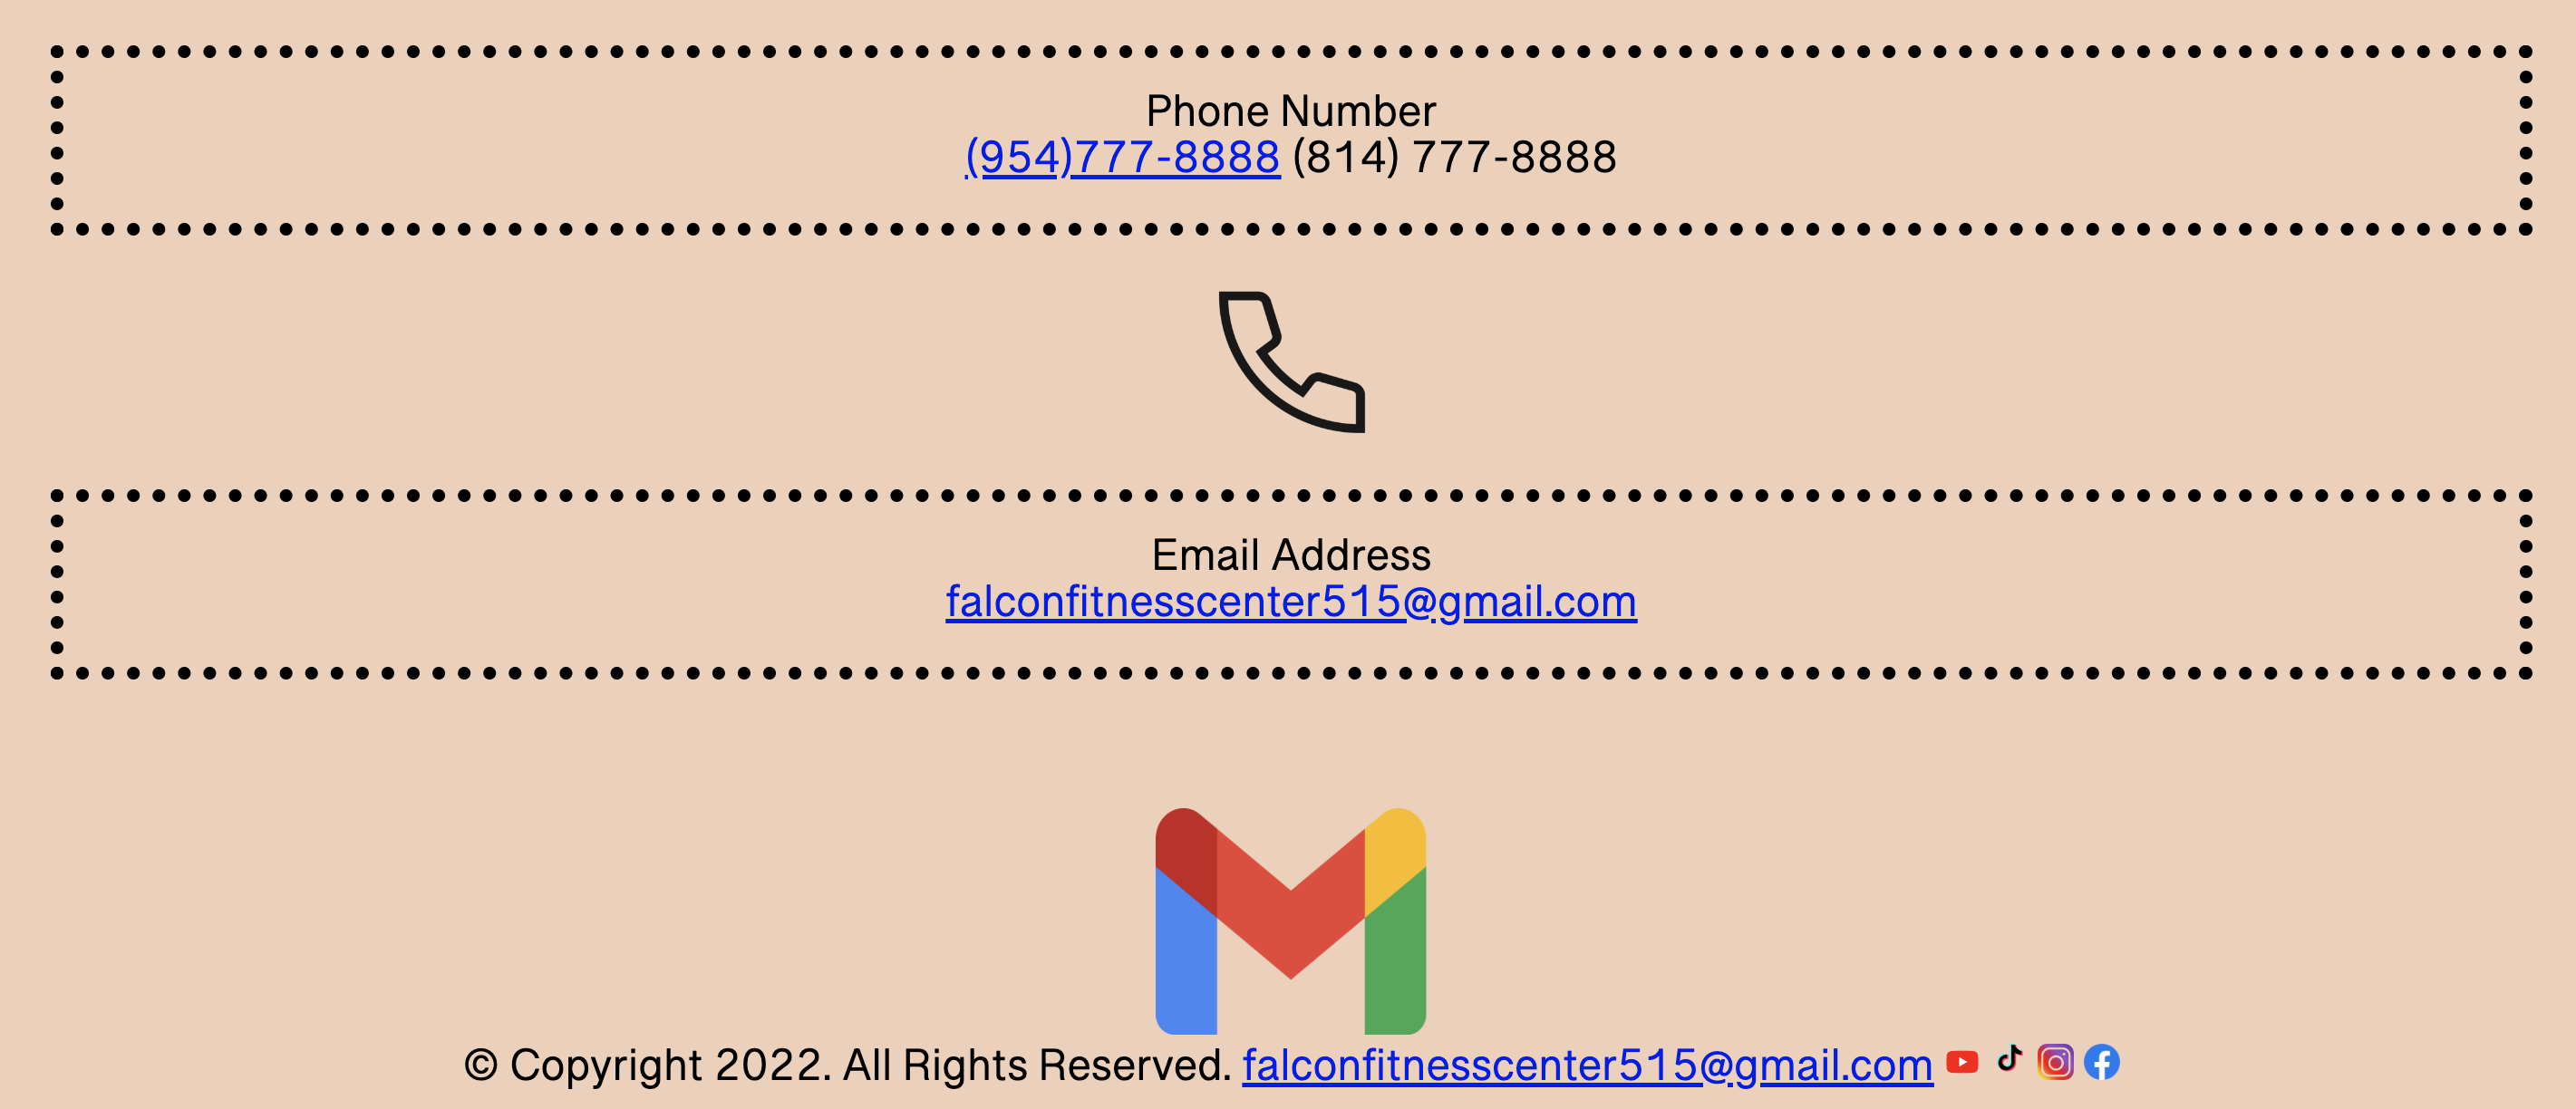 Phone Number
(954)777-8888 (814) 777-8888
Email Address
falconfitnesscenter515@gmail.com
© Copyright 2022. All Rights Reserved. falconfitnesscenter515@gmail.com